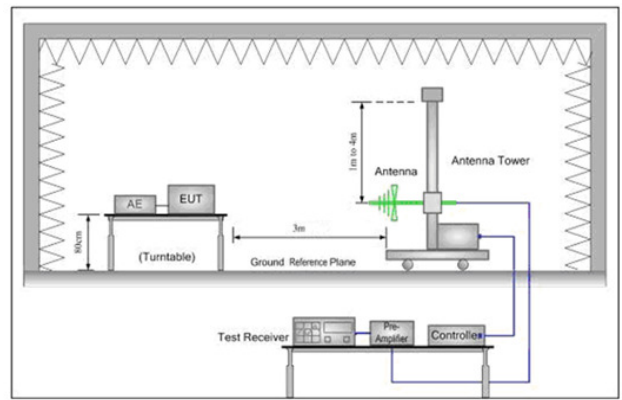 1m to 4m
Antenna
Antenna Tower
AE
EUT
3m
80cm
(Turntable)
Ground Reference Plane
Test Receiver
Pre-
Amplifier
Controller